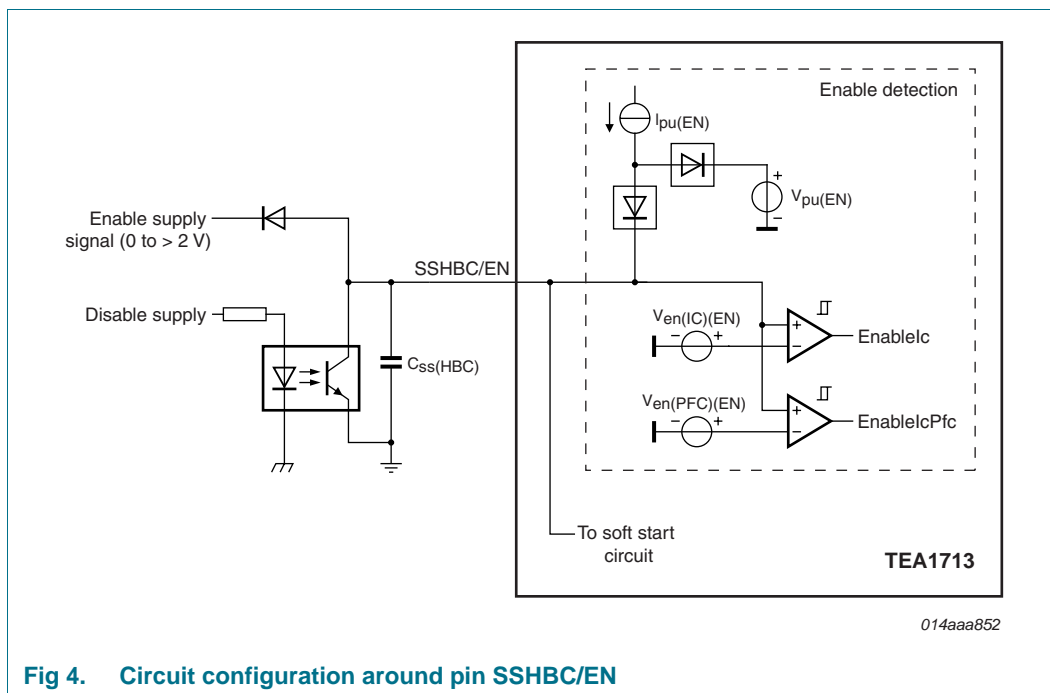 Enable detection
Ipu(EN)
+
Vpu(EN)
−
Enable supply
signal (0 to > 2 V)
SSHBC/EN
Disable supply
Css(HBC)
Ven(IC)(EN)
− +
+
−
EnableIc
Ven(PFC)(EN)
− +
+
−
EnableIcPfc
To soft start
circuit
TEA1713
014aaa852
Fig 4. Circuit configuration around pin SSHBC/EN